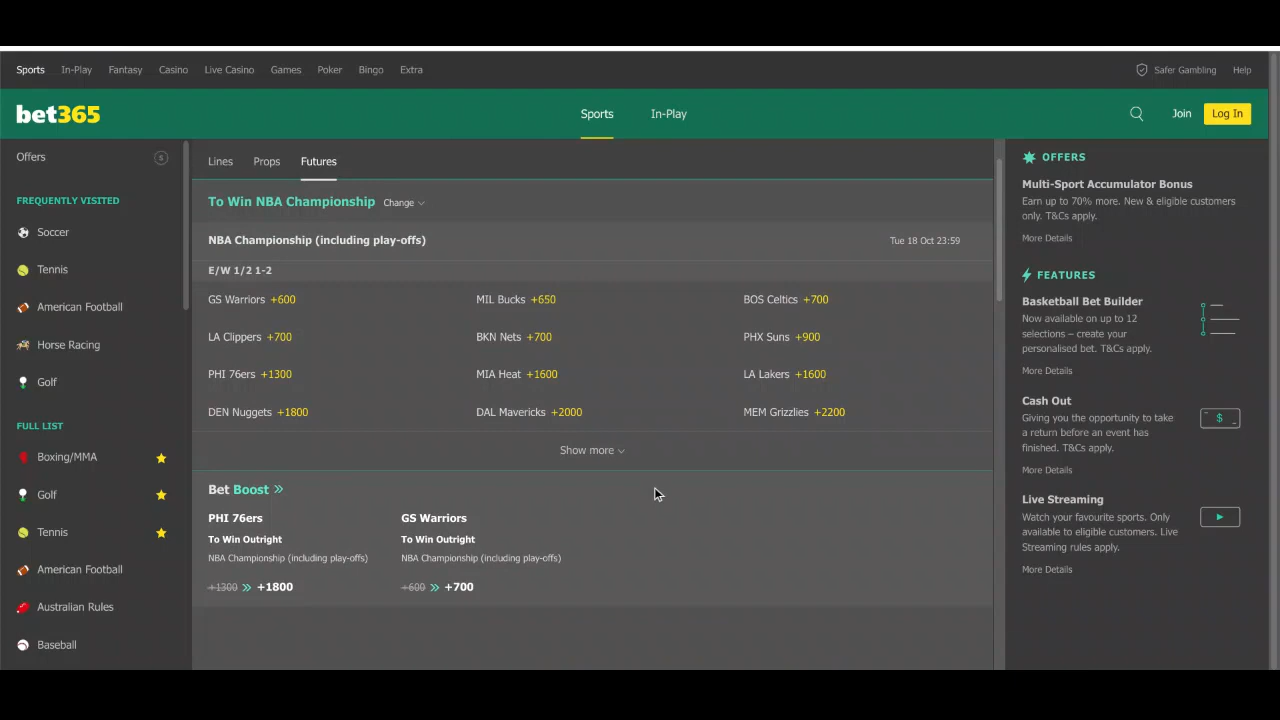 Sports In-Play Fantasy Casino Live Casino Games Poker Bingo Extra Safer Gambling Help
bet365 Sports In-Play Join Log In
Offers 5
FREQUENTLY VISITED
Soccer
Tennis
American Football
Horse Racing
Golf
FULL LIST
Boxing/MMA
Golf
Tennis
American Football
Australian Rules
Baseball
Lines Props Futures
To Win NBA Championship Change
NBA Championship (including play-offs) Tue 18 Oct 23:59
E/W 1/2 1-2
GS Warriors +600 MIL Bucks +650 BOS Celtics +700
LA Clippers +700 BKN Nets +700 PHX Suns +900
PHI 76ers +1300 MIA Heat +1600 LA Lakers +1600
DEN Nuggets +1800 DAL Mavericks +2000 MEM Grizzlies +2200
Show more
Bet Boost
PHI 76ers GS Warriors
To Win Outright To Win Outright
NBA Championship (including play-offs) NBA Championship (including play-offs)
+1300 +1800 +600 +700
OFFERS
Multi-Sport Accumulator Bonus
Earn up to 70% more. New & eligible customers
only. T&Cs apply.
More Details
FEATURES
Basketball Bet Builder
Now available on up to 12
selections – create your
personalised bet. T&Cs apply.
More Details
Cash Out
Giving you the opportunity to take
a return before an event has
finished. T&Cs apply.
$
More Details
Live Streaming
Watch your favourite sports. Only
available to eligible customers. Live
Streaming rules apply.
More Details